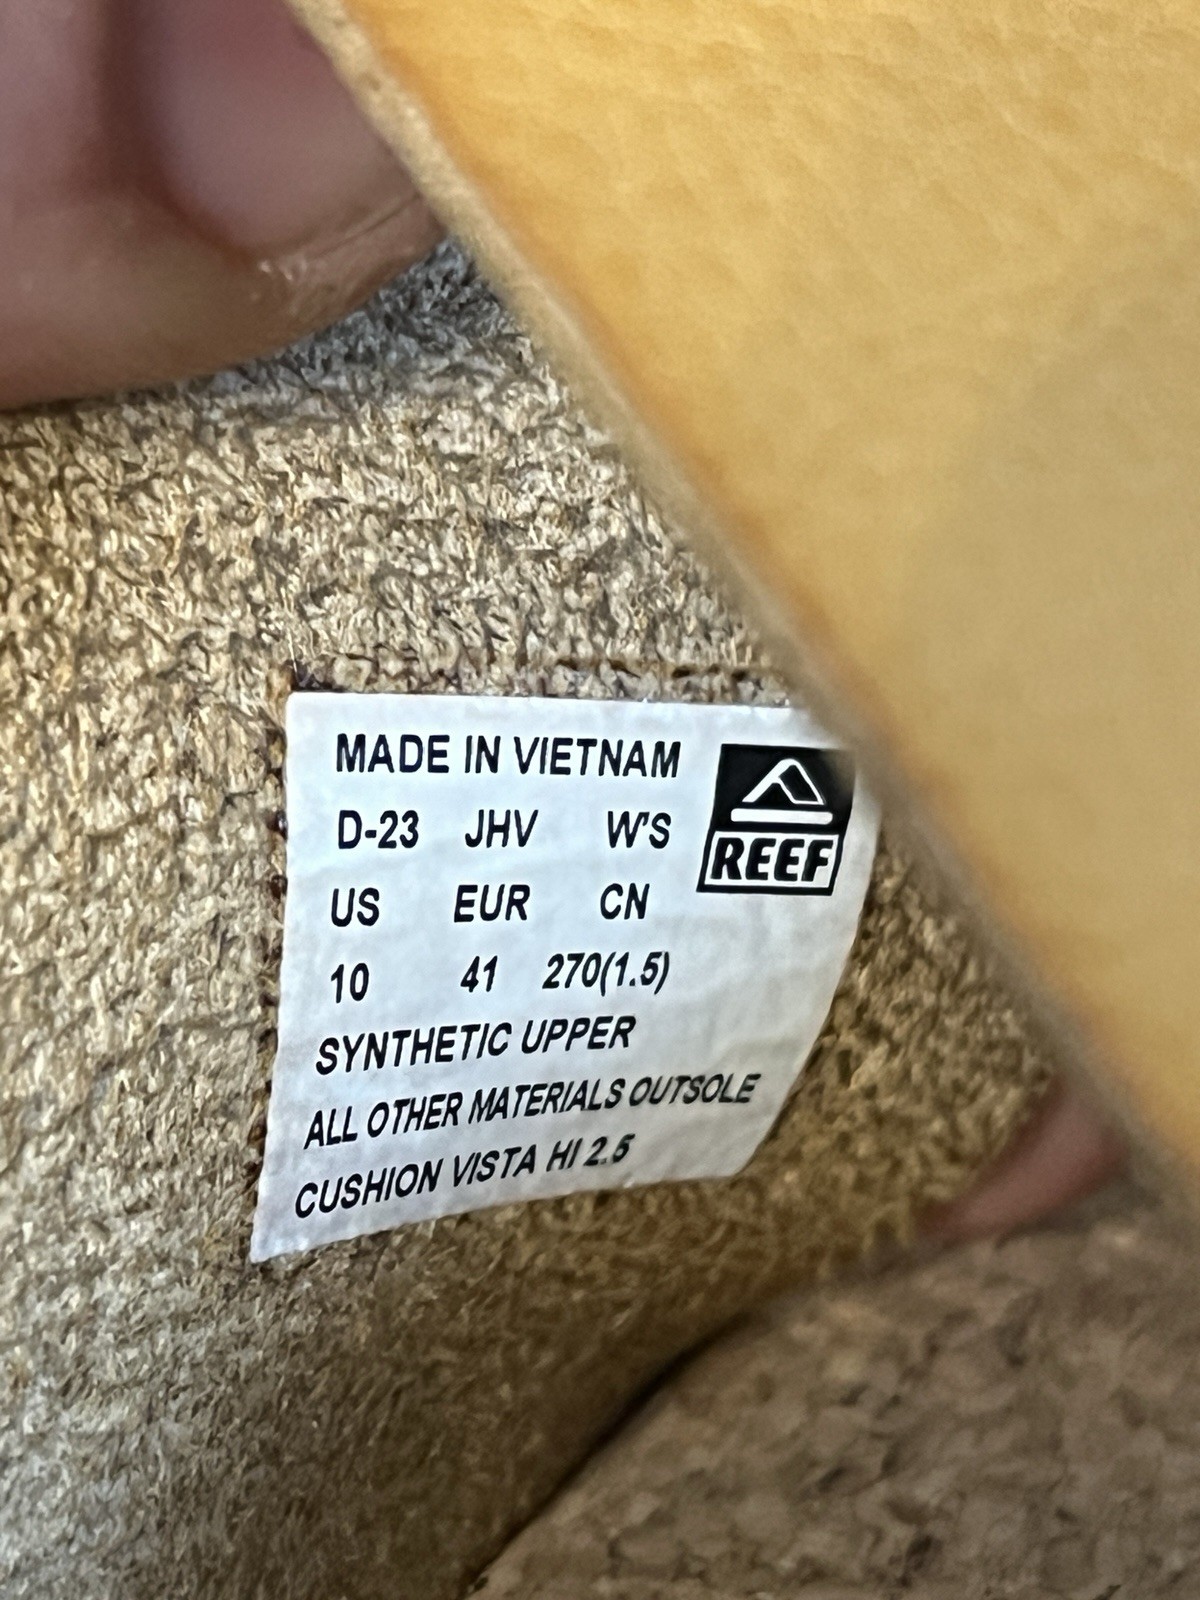 MADE IN VIETNAM
D-23 JHV W'S
REEF
US EUR CN
10 41 270(1.5)
SYNTHETIC UPPER
ALL OTHER MATERIALS OUTSOLE
CUSHION VISTA HI 2.5